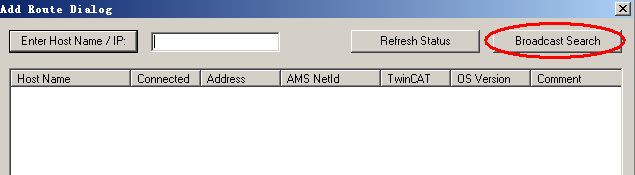 Add Route Dialog
Enter Host Name / IP: Refresh Status Broadcast Search
Host Name Connected Address AMS NetId TwinCAT OS Version Comment